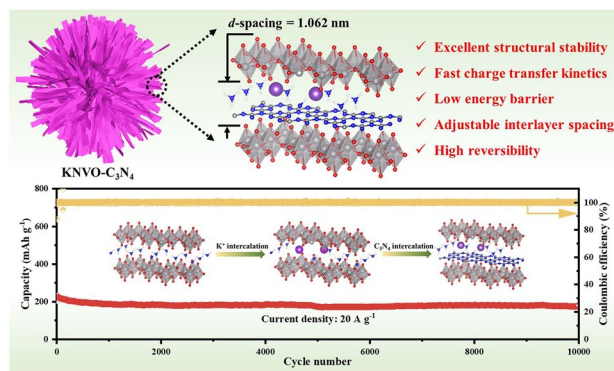 d-spacing = 1.062 nm
KNVO-C₃N₄
✓ Excellent structural stability
✓ Fast charge transfer kinetics
✓ Low energy barrier
✓ Adjustable interlayer spacing
✓ High reversibility
Capacity (mAh g⁻¹)
800
600
400
200
0
K⁺ intercalation
C₃N₄ intercalation
Current density: 20 A g⁻¹
0
2000
4000
6000
8000
10000
Cycle number
100
80
60
40
20
0
Coulombic efficiency (%)